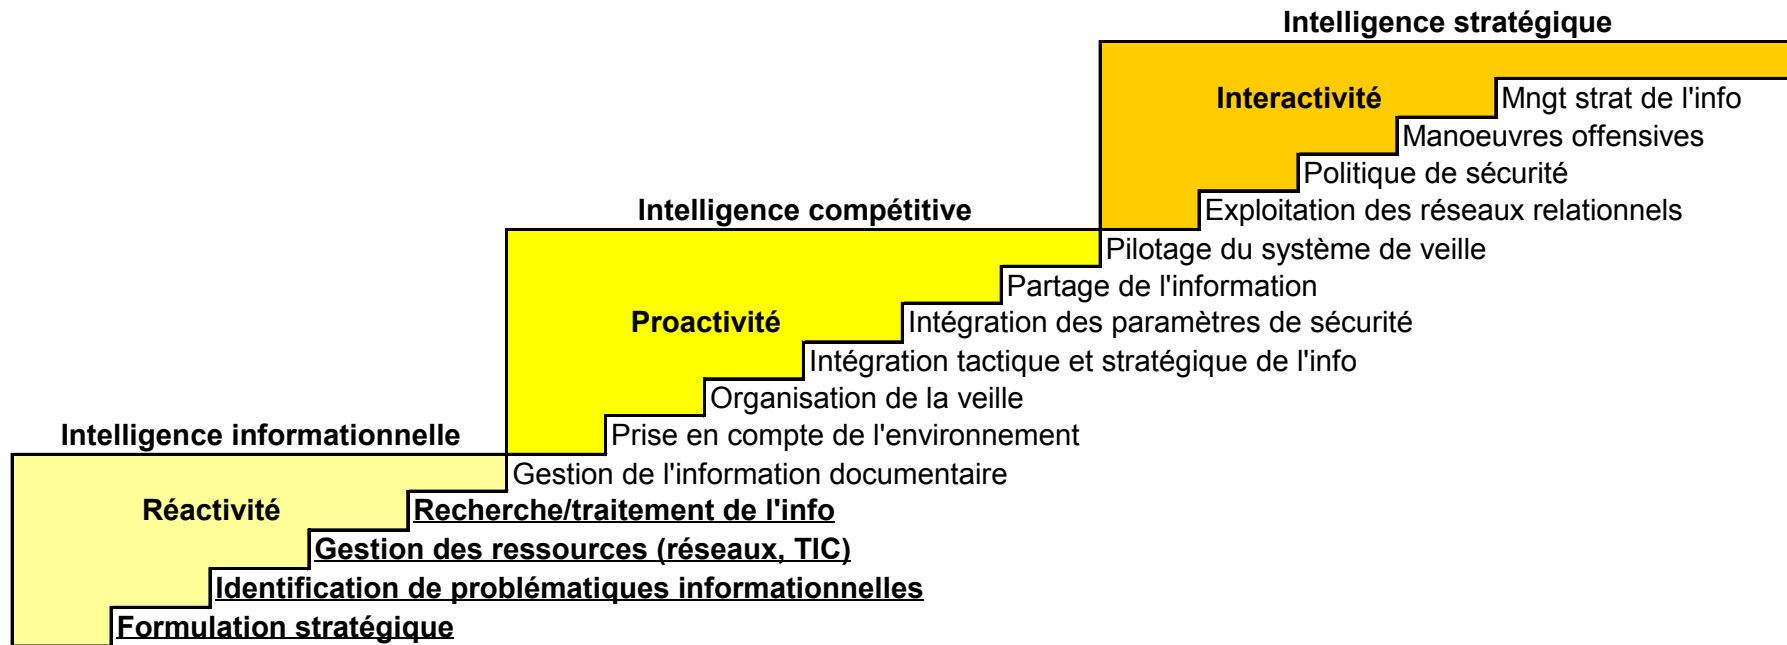 Intelligence stratégique
Interactivité
Mngt strat de l'info
Manoeuvres offensives
Politique de sécurité
Exploitation des réseaux relationnels
Intelligence compétitive
Pilotage du système de veille
Partage de l'information
Proactivité
Intégration des paramètres de sécurité
Intégration tactique et stratégique de l'info
Organisation de la veille
Prise en compte de l'environnement
Intelligence informationnelle
Gestion de l'information documentaire
Réactivité
Recherche/traitement de l'info
Gestion des ressources (réseaux, TIC)
Identification de problématiques informationnelles
Formulation stratégique